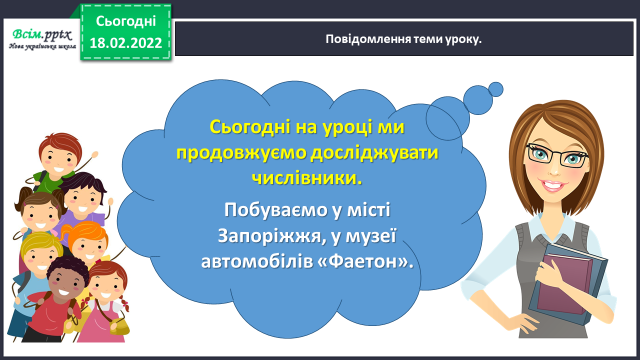 Всім.pptx
Нова українська школа
Сьогодні
18.02.2022
Повідомлення теми уроку.
Сьогодні на уроці ми
продовжуємо досліджувати
числівники.
Побуваємо у місті
Запоріжжя, у музеї
автомобілів «Фаетон».